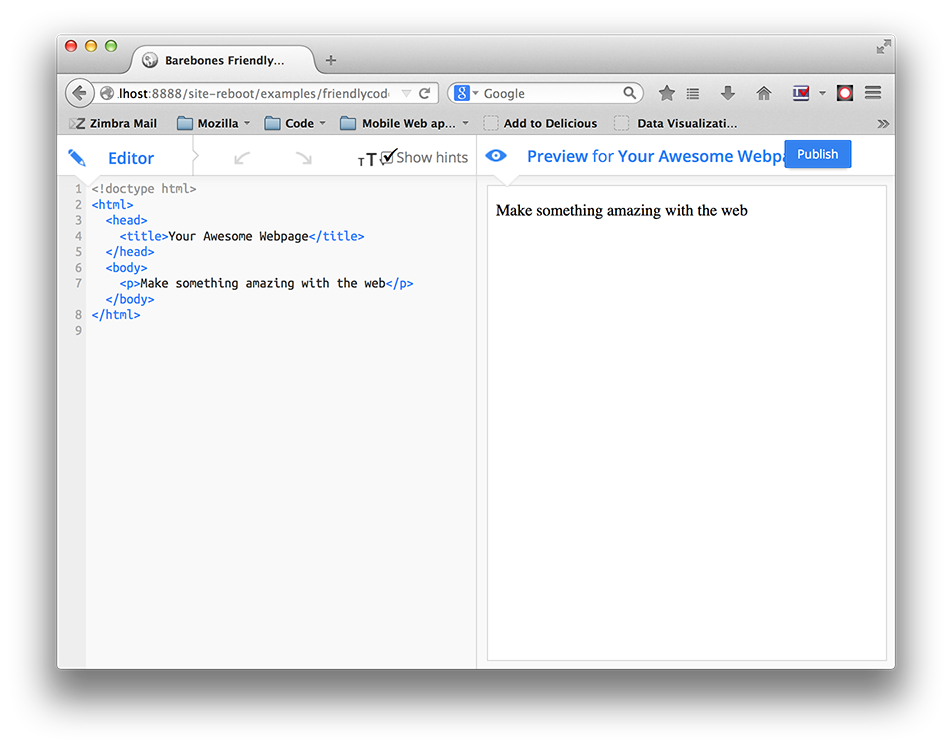 Barebones Friendly...
lhost:8888/site-reboot/examples/friendlycod
Google
Zimbra Mail Mozilla Code Mobile Web ap... Add to Delicious Data Visualizati...
Editor TT Show hints Preview for Your Awesome Webpa Publish
1 <!doctype html>
2 <html>
3 <head>
4 <title>Your Awesome Webpage</title>
5 </head>
6 <body>
7 <p>Make something amazing with the web</p>
</body>
8 </html>
9
Make something amazing with the web